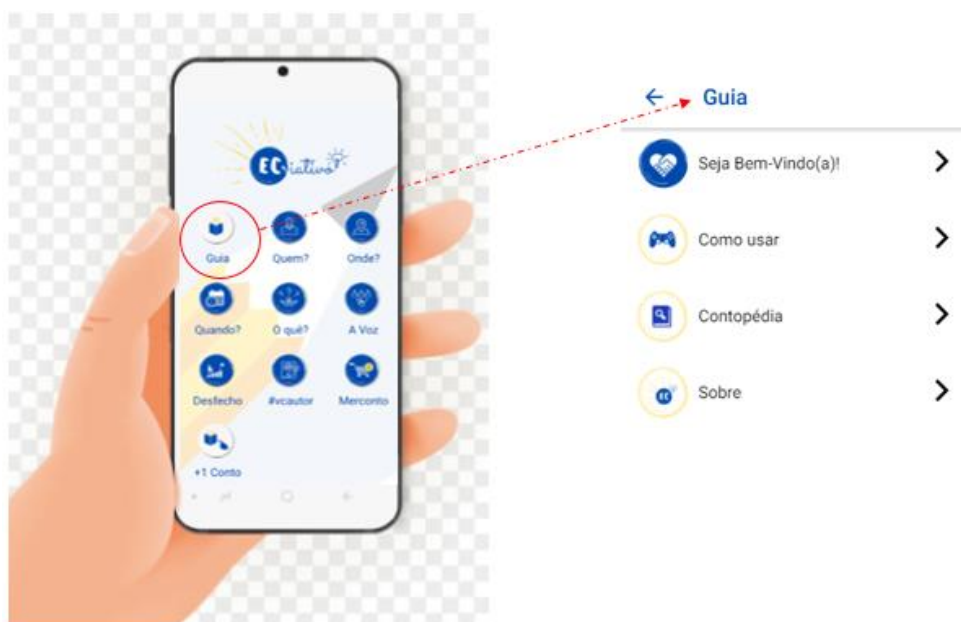 ECriativo
Guia
Quem?
Onde?
Quando?
O quê?
A Voz
Desfecho
#vcautor
Merconto
+1 Conto
Guia
Seja Bem-Vindo(a)!
Como usar
Contopédia
Sobre